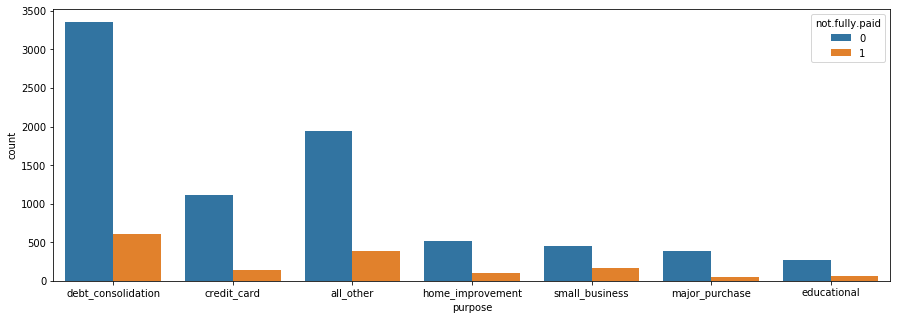 not.fully.paid
0
1
3500
3000
2500
2000
1500
1000
500
0
count
debt_consolidation credit_card all_other home_improvement small_business major_purchase educational
purpose